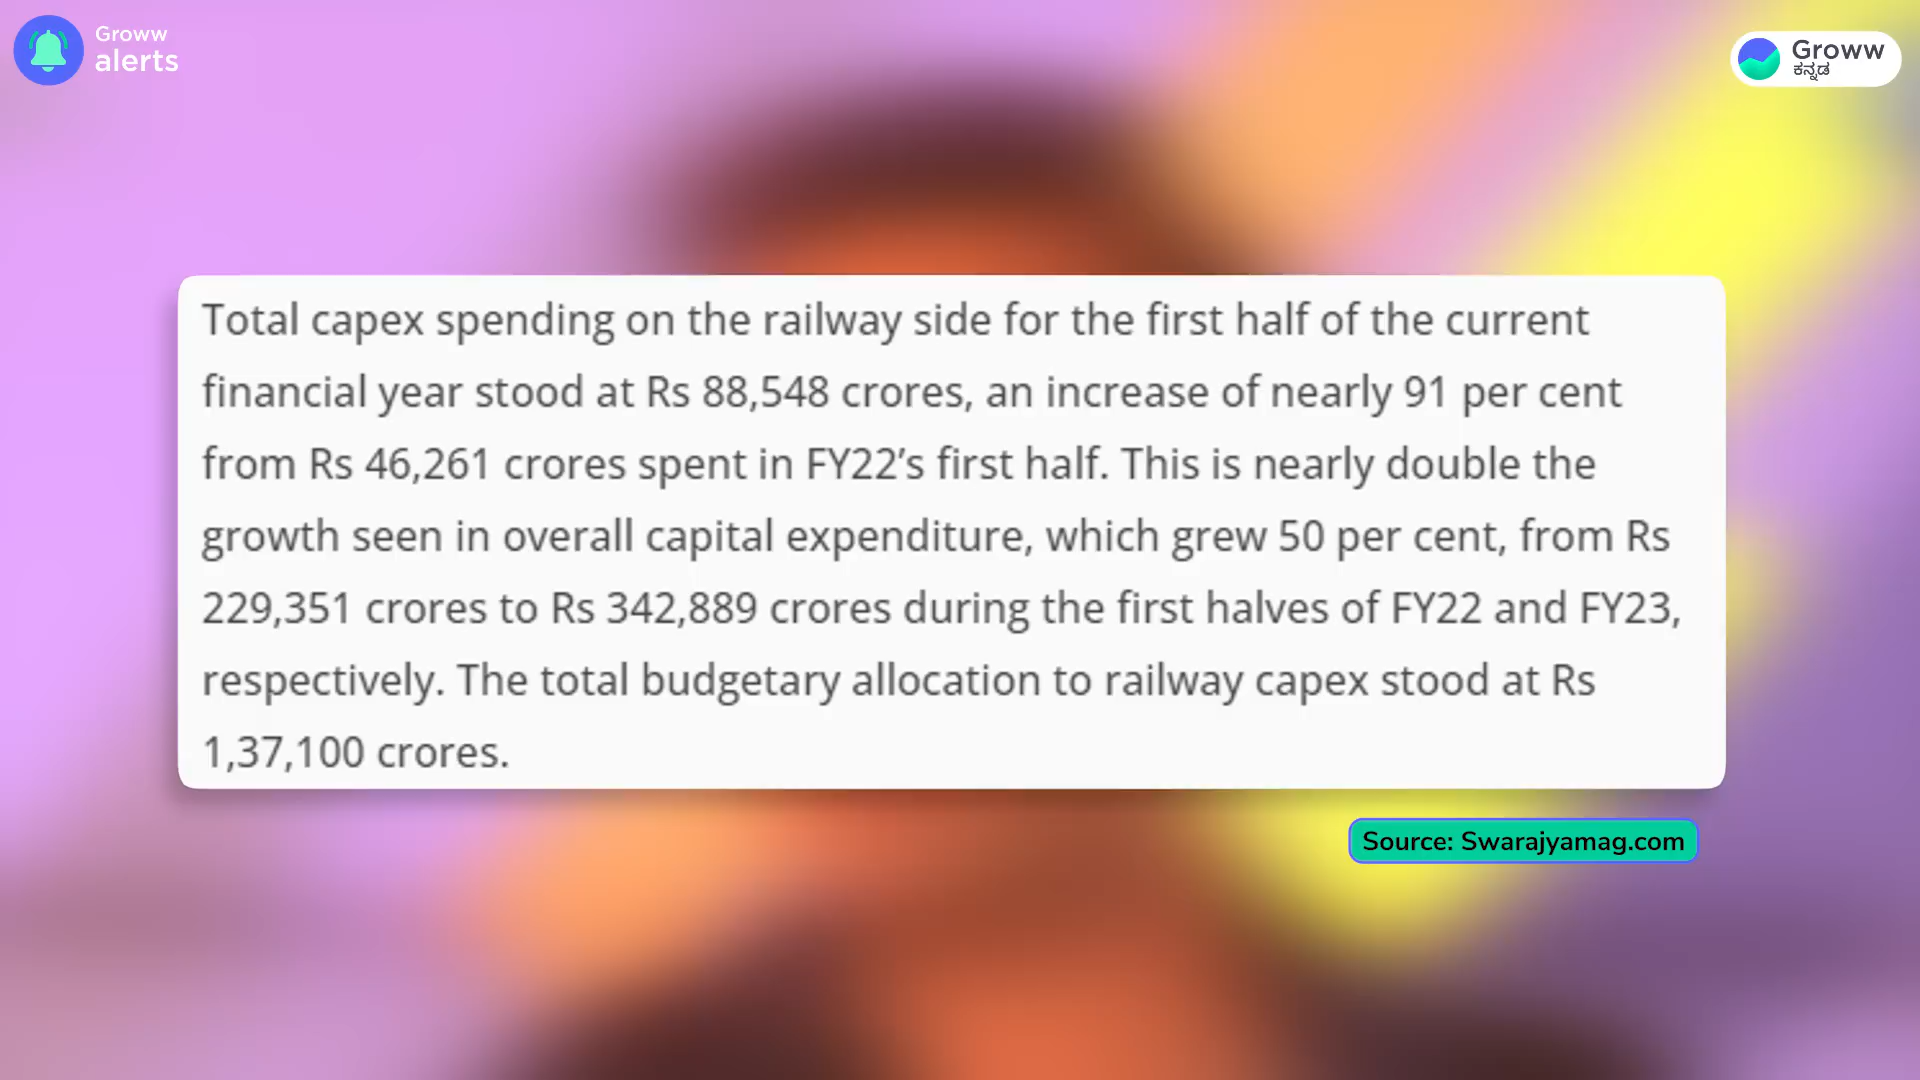 Groww
alerts
Groww
ಕನ್ನಡ
Total capex spending on the railway side for the first half of the current
financial year stood at Rs 88,548 crores, an increase of nearly 91 per cent
from Rs 46,261 crores spent in FY22’s first half. This is nearly double the
growth seen in overall capital expenditure, which grew 50 per cent, from Rs
229,351 crores to Rs 342,889 crores during the first halves of FY22 and FY23,
respectively. The total budgetary allocation to railway capex stood at Rs
1,37,100 crores.
Source: Swarajyamag.com